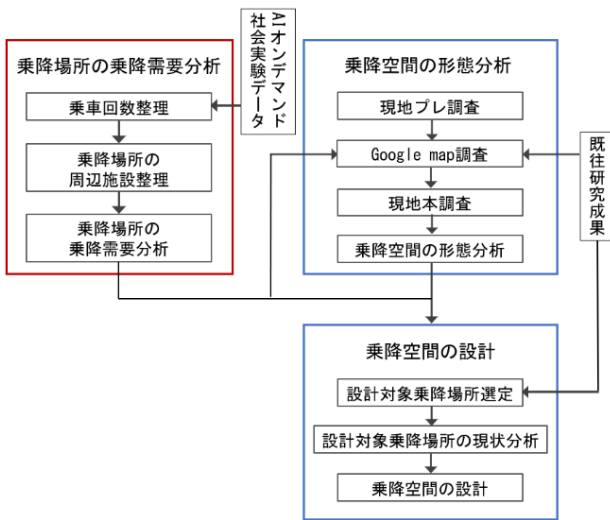 乗降場所の乗降需要分析
乗車回数整理
乗降場所の
周辺施設整理
乗降場所の
乗降需要分析
AIオンデマンド
社会実験データ
乗降空間の形態分析
現地プレ調査
Google map調査
現地本調査
乗降空間の形態分析
既往研究成果
乗降空間の設計
設計対象乗降場所選定
設計対象乗降場所の現状分析
乗降空間の設計